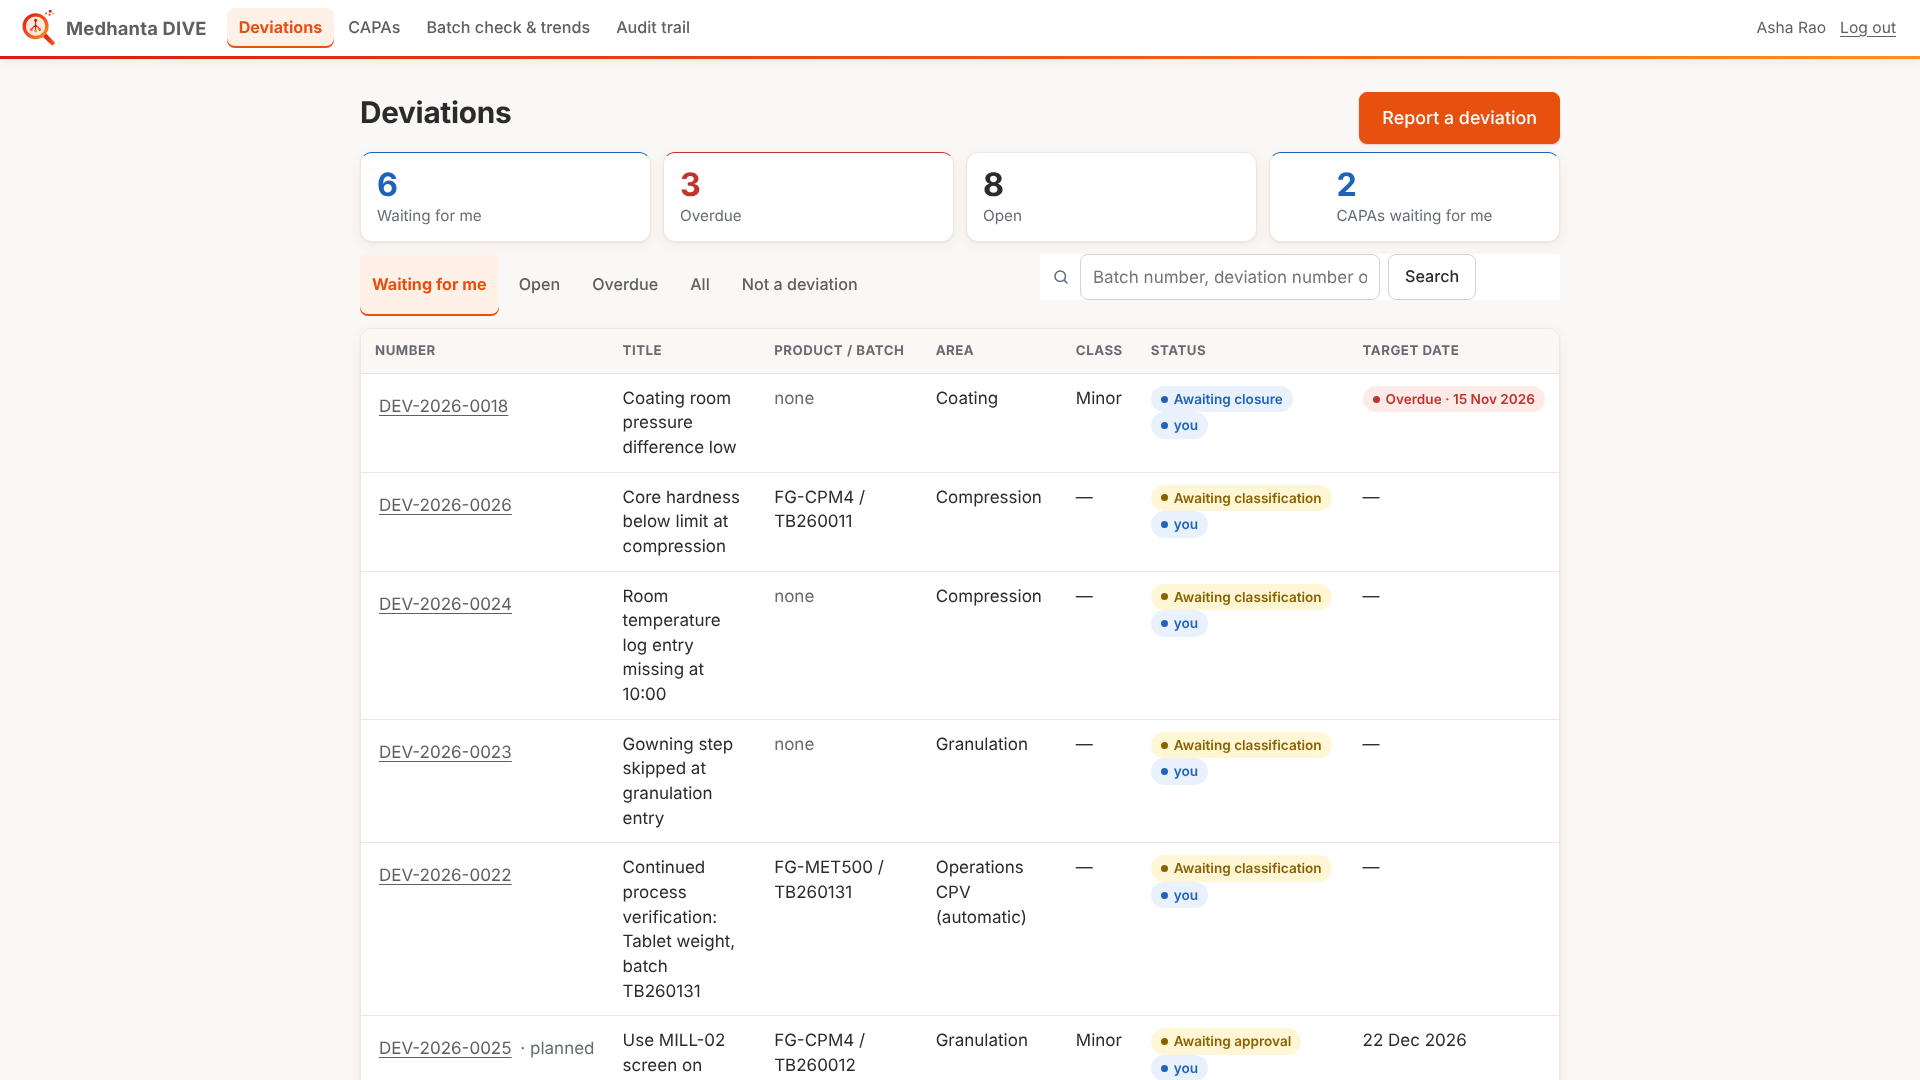 Medhanta DIVE
Deviations
CAPAs
Batch check & trends
Audit trail
Asha Rao
Log out
Deviations
Report a deviation
6
Waiting for me
3
Overdue
8
Open
2
CAPAs waiting for me
Waiting for me
Open
Overdue
All
Not a deviation
Batch number, deviation number o
Search
NUMBER
TITLE
PRODUCT / BATCH
AREA
CLASS
STATUS
TARGET DATE
DEV-2026-0018
Coating room
pressure
difference low
none
Coating
Minor
Awaiting closure
you
Overdue · 15 Nov 2026
DEV-2026-0026
Core hardness
below limit at
compression
FG-CPM4 /
TB260011
Compression
—
Awaiting classification
you
—
DEV-2026-0024
Room
temperature
log entry
missing at
10:00
none
Compression
—
Awaiting classification
you
—
DEV-2026-0023
Gowning step
skipped at
granulation
entry
none
Granulation
—
Awaiting classification
you
—
DEV-2026-0022
Continued
process
verification:
Tablet weight,
batch
TB260131
FG-MET500 /
TB260131
Operations
CPV
(automatic)
—
Awaiting classification
you
—
DEV-2026-0025 · planned
Use MILL-02
screen on
FG-CPM4 /
TB260012
Granulation
Minor
Awaiting approval
you
22 Dec 2026